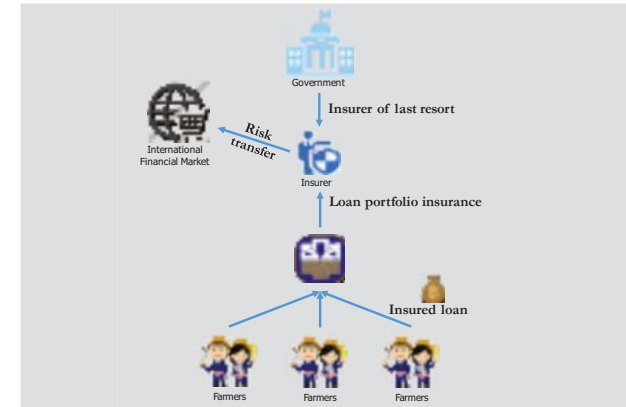 Government
Insurer of last resort
Risk
transfer
International
Financial Market
Insurer
Loan portfolio insurance
Insured loan
Farmers
Farmers
Farmers